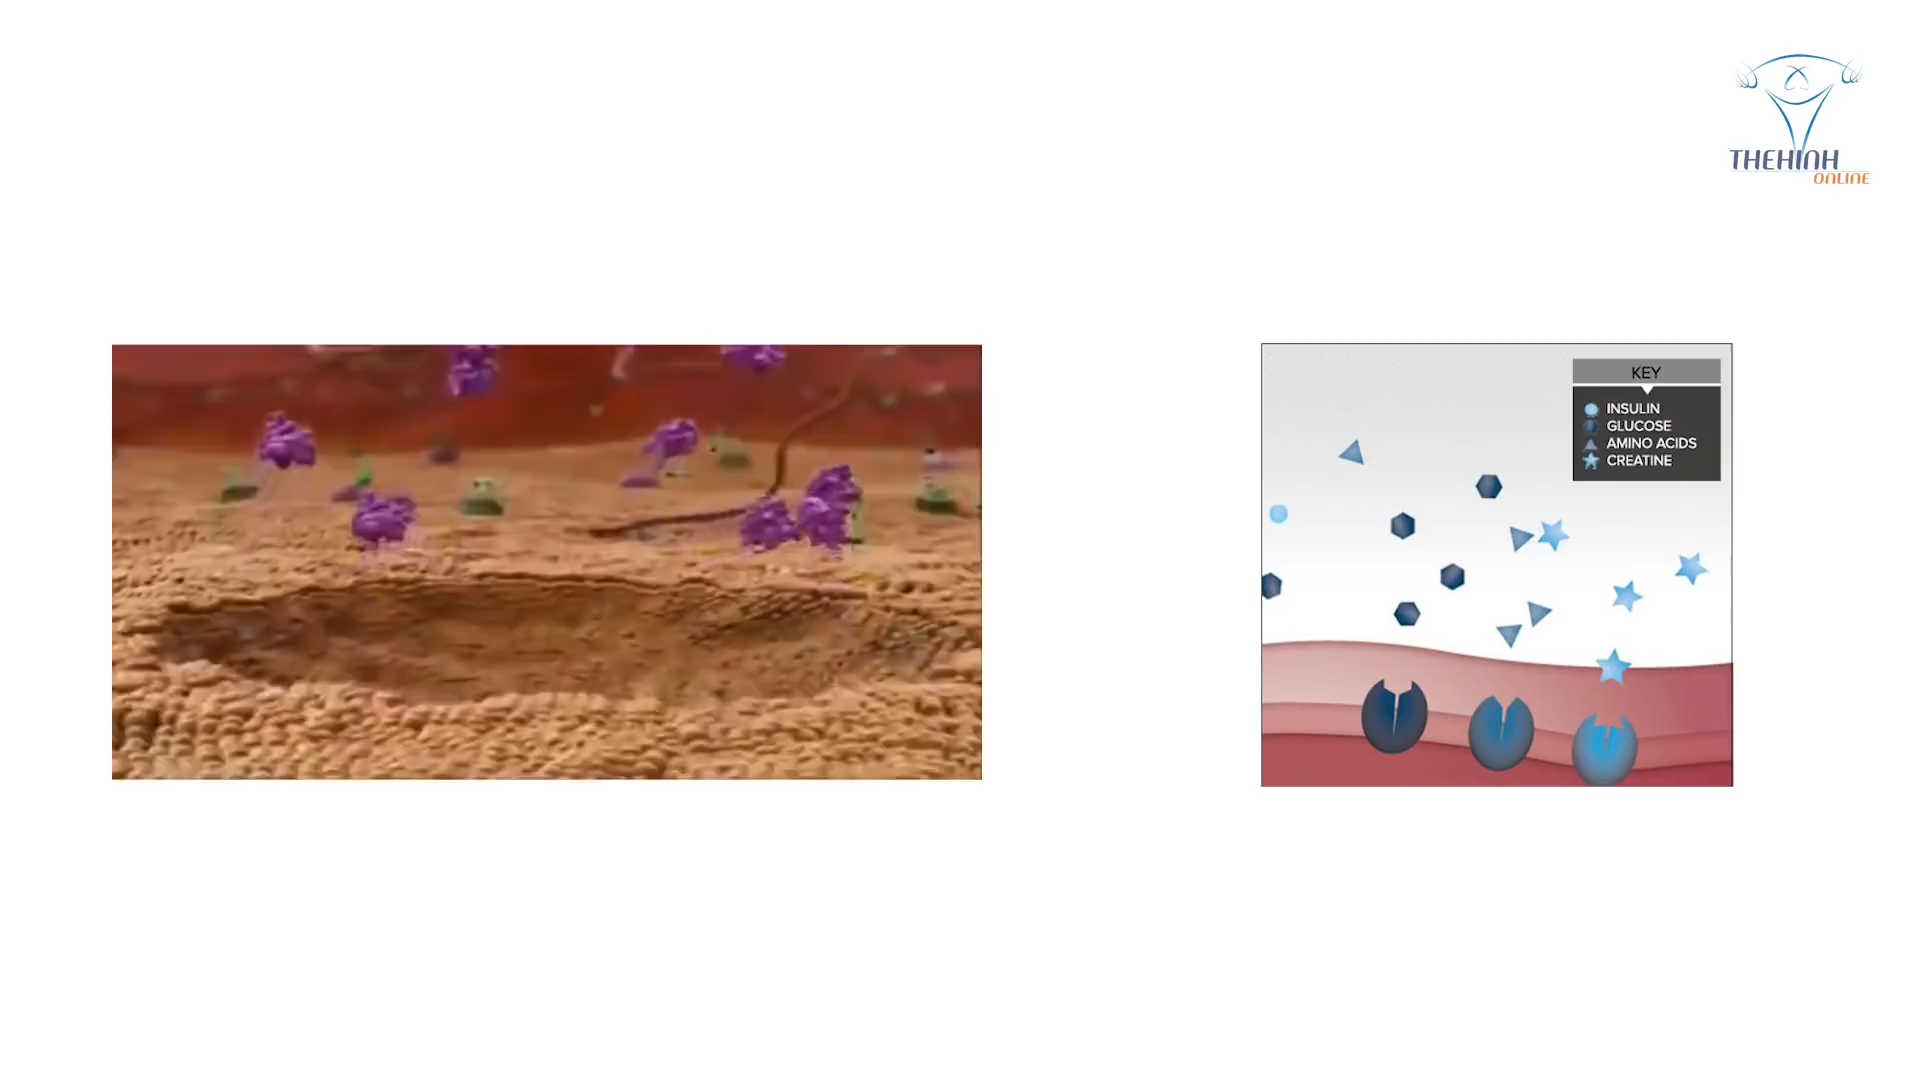 THEHINH
ONLINE
KEY
INSULIN
GLUCOSE
AMINO ACIDS
CREATINE